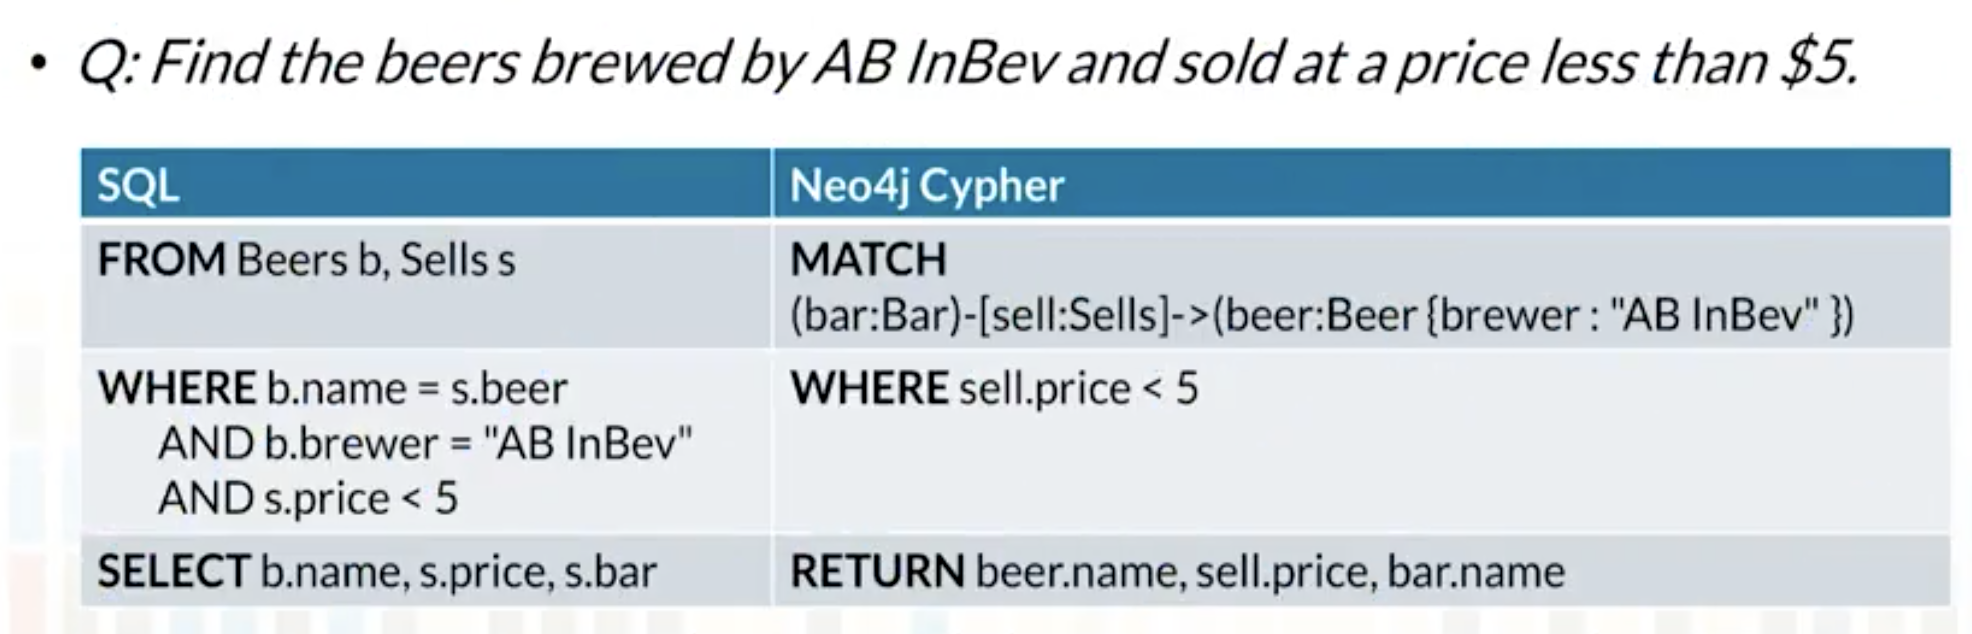 • Q: Find the beers brewed by AB InBev and sold at a price less than $5.
SQL
Neo4j Cypher
FROM Beers b, Sells s
MATCH
(bar:Bar)-[sell:Sells]->(beer:Beer {brewer : "AB InBev" })
WHERE b.name = s.beer
AND b.brewer = "AB InBev"
AND s.price < 5
WHERE sell.price < 5
SELECT b.name, s.price, s.bar
RETURN beer.name, sell.price, bar.name